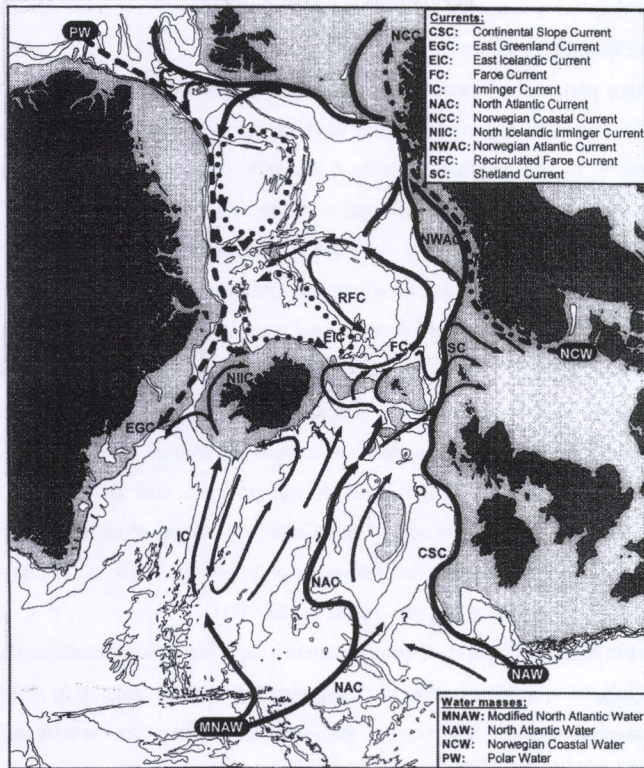 PW
NCC
Currents:
CSC: Continental Slope Current
EGC: East Greenland Current
EIC: East Icelandic Current
FC: Faroe Current
IC: Irminger Current
NAC: North Atlantic Current
NCC: Norwegian Coastal Current
NIIC: North Icelandic Irminger Current
NWAC: Norwegian Atlantic Current
RFC: Recirculated Faroe Current
SC: Shetland Current
NWAC
RFC
EIC
FC
SC
NCW
NIIC
EGC
IC
CSC
NAC
?
NAW
NAC
MNAW
Water masses:
MNAW: Modified North Atlantic Water
NAW: North Atlantic Water
NCW: Norwegian Coastal Water
PW: Polar Water